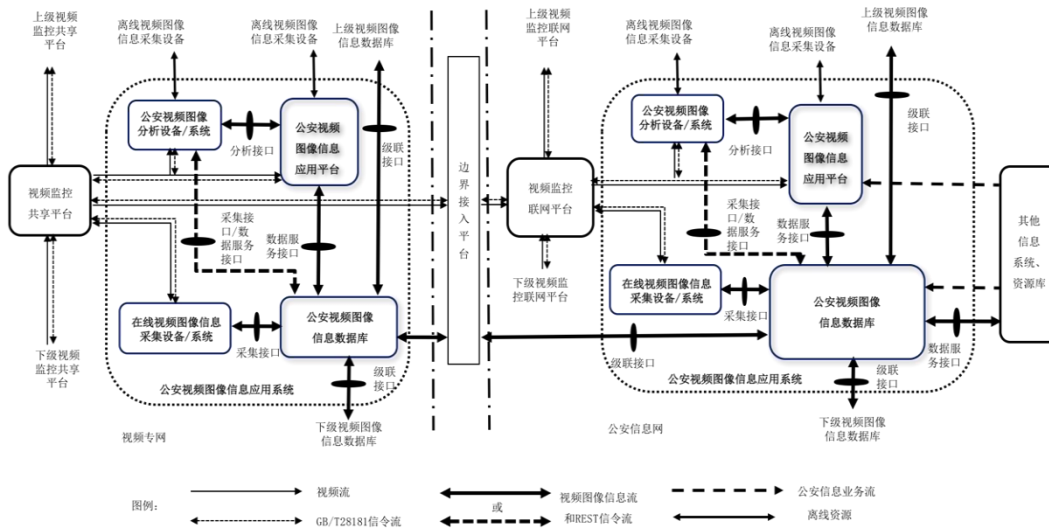 上级视频
监控共享
平台
离线视频图像
信息采集设备
离线视频图像
信息采集设备
上级视频图像
信息数据库
公安视频图像
分析设备/系统
分析接口
公安视频
图像信息
应用平台
级联
接口
视频监控
共享平台
采集接
口/数
据服务
接口
数据服
务接口
在线视频图像信息
采集设备/系统
采集接口
公安视频图像
信息数据库
级联
接口
下级视频
监控共享
平台
公安视频图像信息应用系统
下级视频图像
信息数据库
视频专网
边
界
接
入
平
台
上级视频
监控联网
平台
离线视频图像
信息采集设备
离线视频图像
信息采集设备
上级视频图像
信息数据库
公安视频图像
分析设备/系统
分析接口
公安视频
图像信息
应用平台
级联
接口
视频监控
联网平台
采集接
口/数
据服务
接口
数据服
务接口
下级视频监
控联网平台
在线视频图像信息
采集设备/系统
采集接口
公安视频图像
信息数据库
级联接口
数据服
务接口
其他
信息
系统、
资源库
公安视频图像信息应用系统
级联
接口
下级视频图像
信息数据库
公安信息网
图例:
视频流
GB/T28181信令流
或
视频图像信息流
和REST信令流
公安信息业务流
离线资源